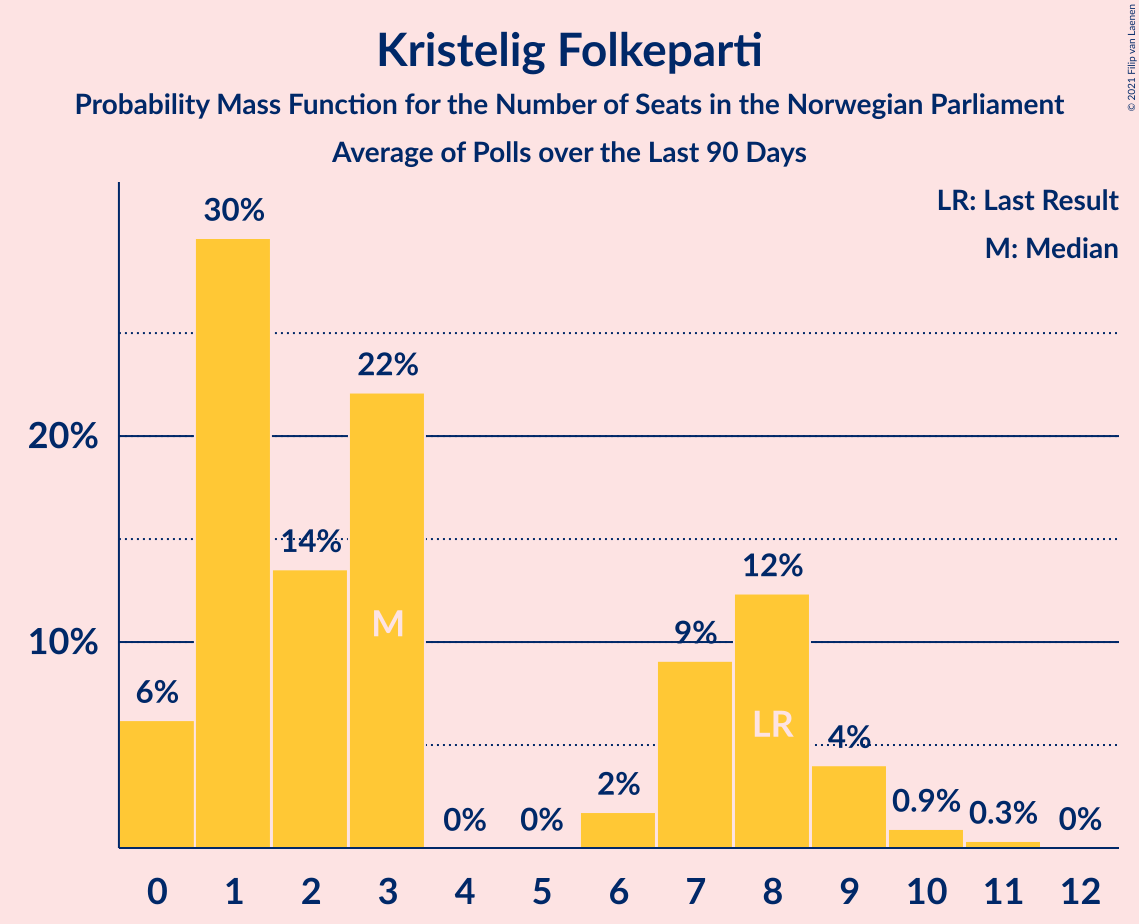 Kristelig Folkeparti
Probability Mass Function for the Number of Seats in the Norwegian Parliament
Average of Polls over the Last 90 Days
© 2021 Filip van Laenen
LR: Last Result
M: Median
20%
10%
6%
30%
14%
22%
M
0%
0%
2%
9%
12%
LR
4%
0.9%
0.3%
0%
0 1 2 3 4 5 6 7 8 9 10 11 12